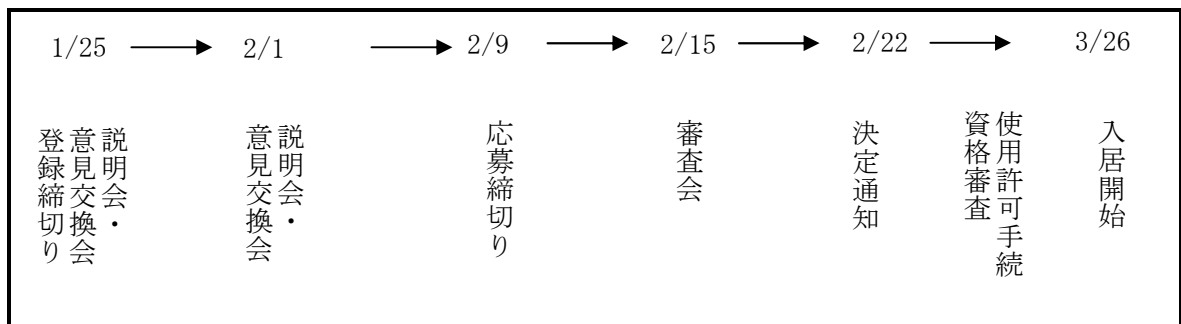 1/25
2/1
2/9
2/15
2/22
3/26
説明会・
意見交換会
登録締切り
説明会・
意見交換会
応募締切り
審査会
決定通知
使用許可手続
資格審査
入居開始